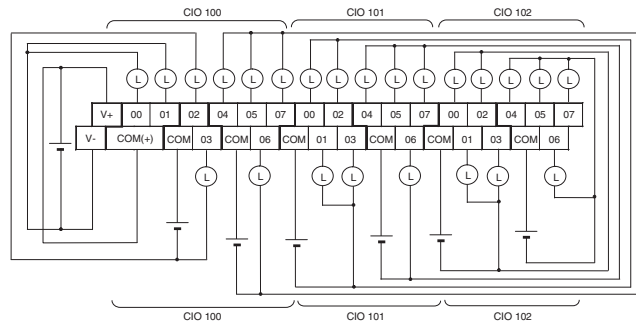 CIO 100 CIO 101 CIO 102
L L L L L L L L L L L L L L L
V+ 00 01 02 04 05 07 00 02 04 05 07 00 02 04 05 07
V- COM(+) COM 03 COM 06 COM 01 03 COM 06 COM 01 03 COM 06
L L L L L L L L
CIO 100 CIO 101 CIO 102